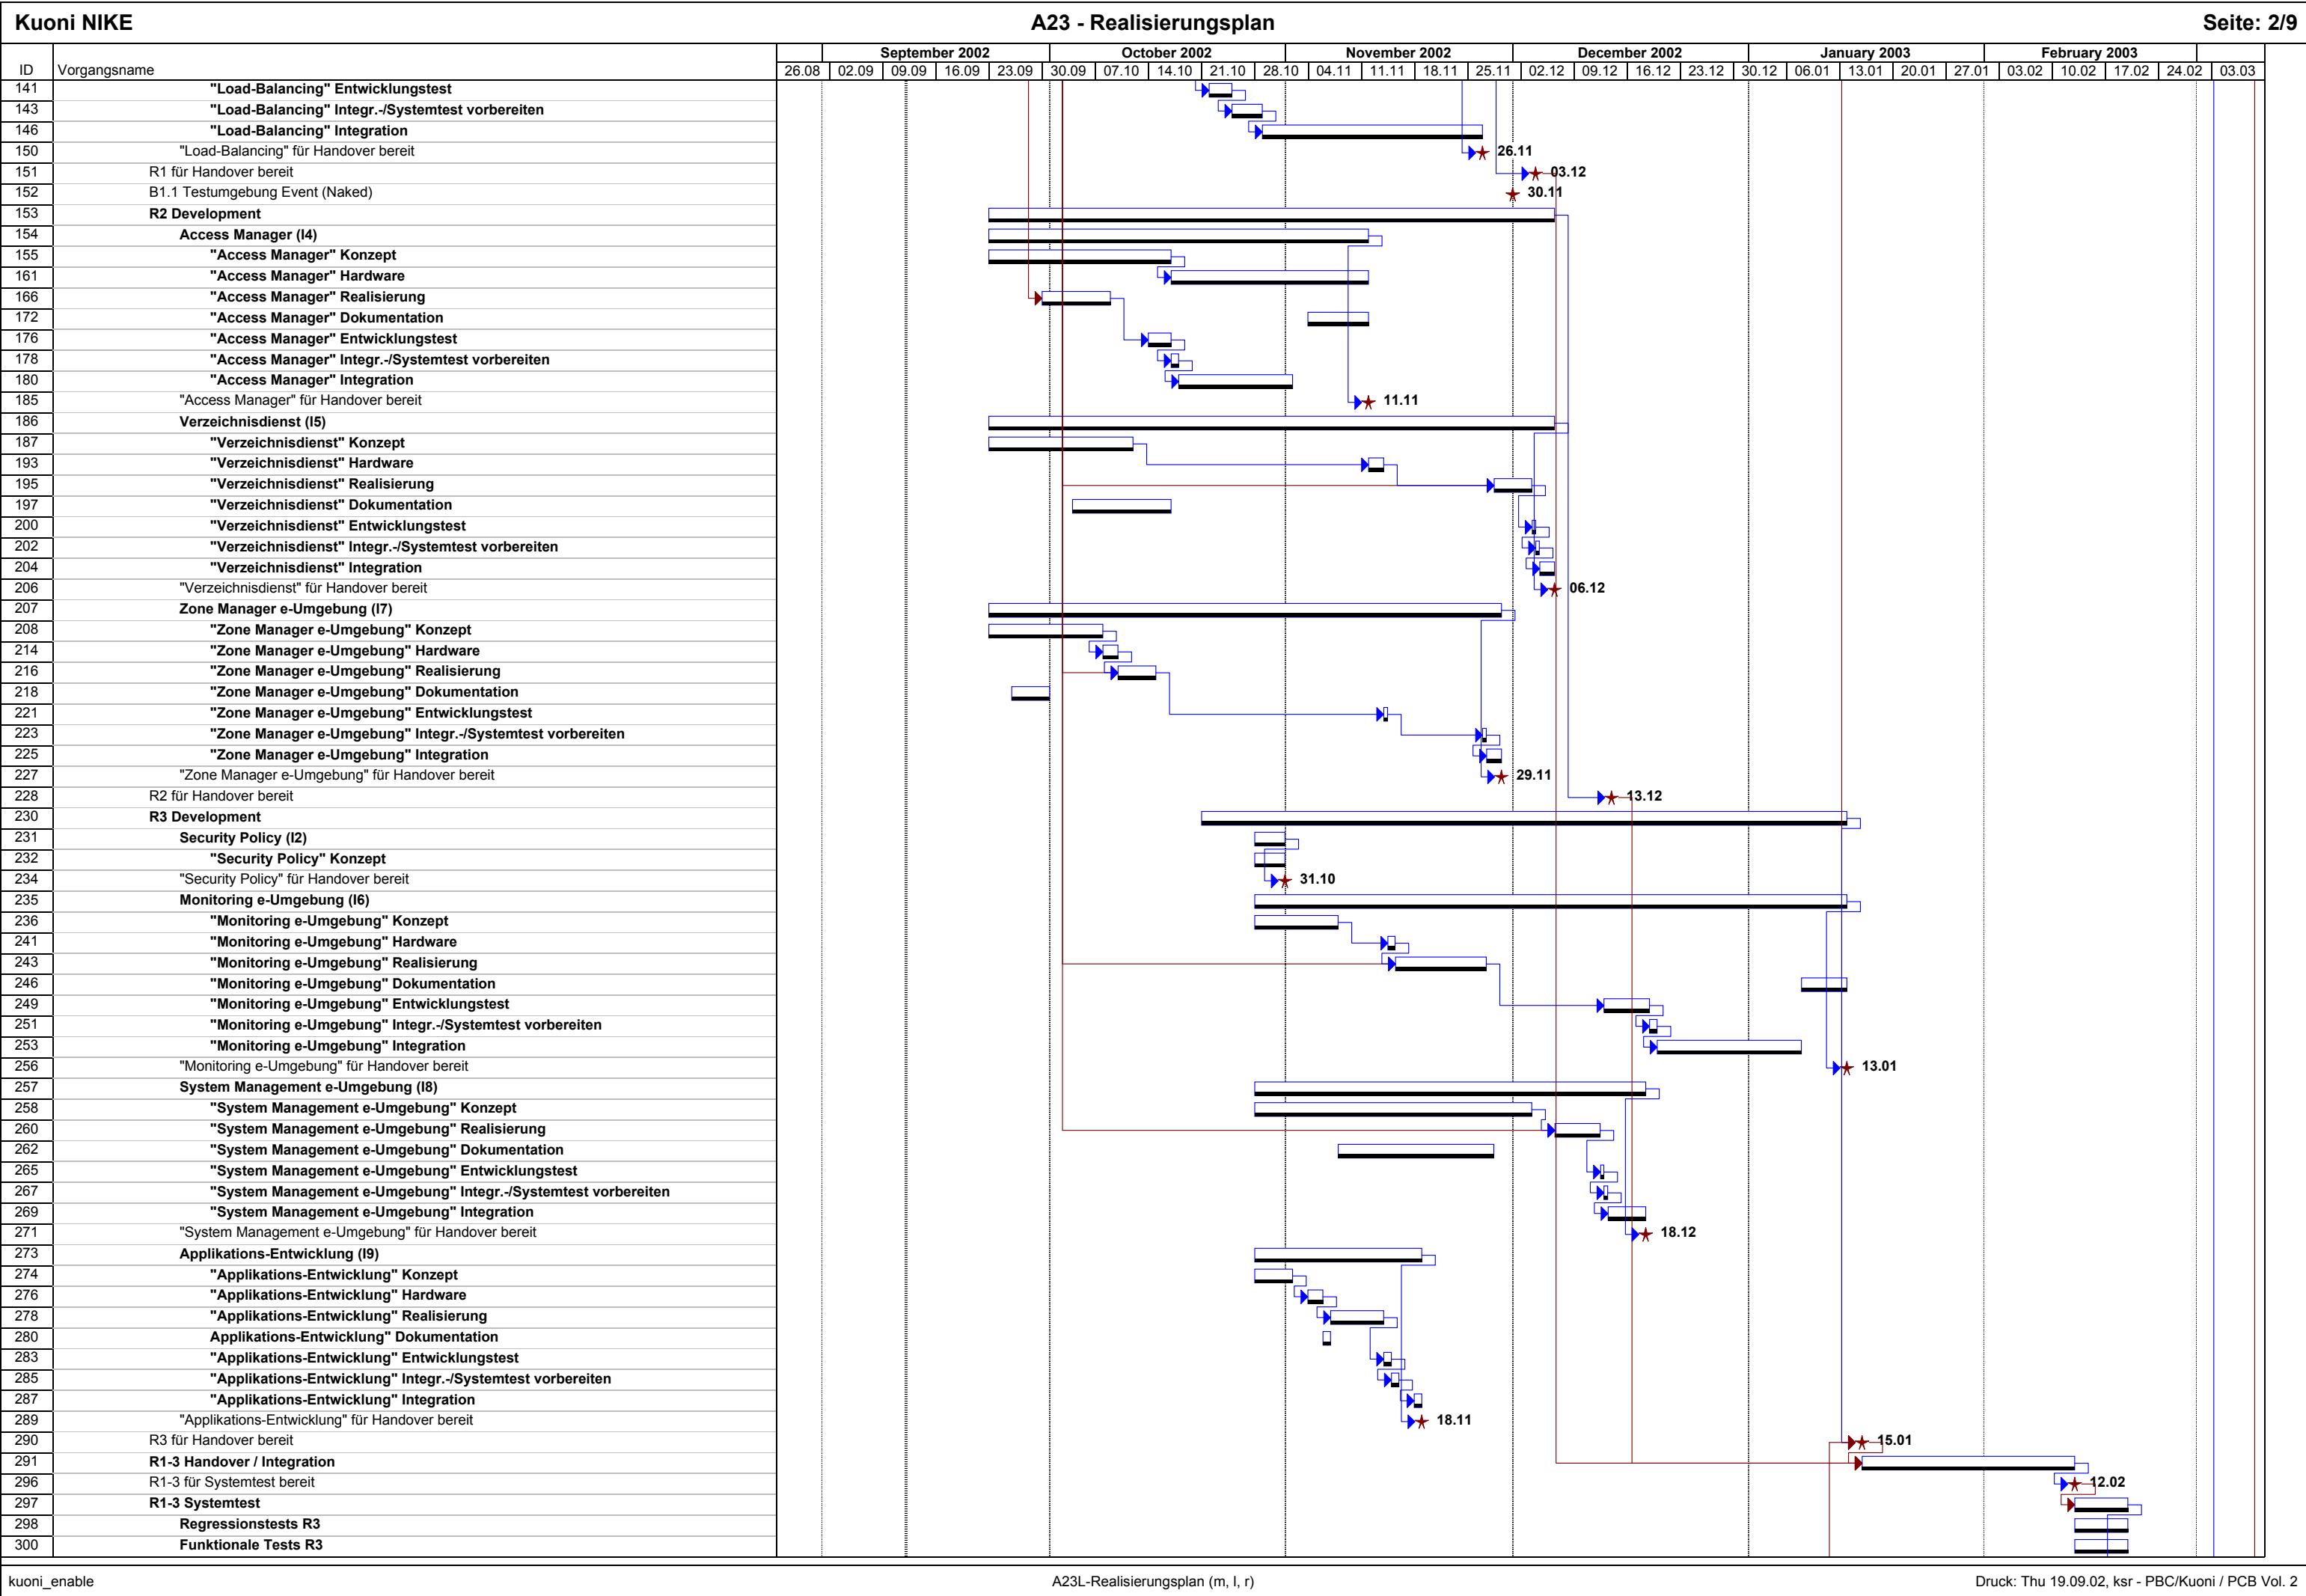 Kuoni NIKE A23 - Realisierungsplan Seite: 2/9
September 2002 October 2002 November 2002 December 2002 January 2003 February 2003
ID Vorgangsname 26.08 02.09 09.09 16.09 23.09 30.09 07.10 14.10 21.10 28.10 04.11 11.11 18.11 25.11 02.12 09.12 16.12 23.12 30.12 06.01 13.01 20.01 27.01 03.02 10.02 17.02 24.02 03.03
141 "Load-Balancing" Entwicklungstest
143 "Load-Balancing" Integr.-/Systemtest vorbereiten
146 "Load-Balancing" Integration
150 "Load-Balancing" für Handover bereit 26.11
151 R1 für Handover bereit 03.12
152 B1.1 Testumgebung Event (Naked) 30.11
153 R2 Development
154 Access Manager (I4)
155 "Access Manager" Konzept
161 "Access Manager" Hardware
166 "Access Manager" Realisierung
172 "Access Manager" Dokumentation
176 "Access Manager" Entwicklungstest
178 "Access Manager" Integr.-/Systemtest vorbereiten
180 "Access Manager" Integration
185 "Access Manager" für Handover bereit 11.11
186 Verzeichnisdienst (I5)
187 "Verzeichnisdienst" Konzept
193 "Verzeichnisdienst" Hardware
195 "Verzeichnisdienst" Realisierung
197 "Verzeichnisdienst" Dokumentation
200 "Verzeichnisdienst" Entwicklungstest
202 "Verzeichnisdienst" Integr.-/Systemtest vorbereiten
204 "Verzeichnisdienst" Integration
206 "Verzeichnisdienst" für Handover bereit 06.12
207 Zone Manager e-Umgebung (I7)
208 "Zone Manager e-Umgebung" Konzept
214 "Zone Manager e-Umgebung" Hardware
216 "Zone Manager e-Umgebung" Realisierung
218 "Zone Manager e-Umgebung" Dokumentation
221 "Zone Manager e-Umgebung" Entwicklungstest
223 "Zone Manager e-Umgebung" Integr.-/Systemtest vorbereiten
225 "Zone Manager e-Umgebung" Integration
227 "Zone Manager e-Umgebung" für Handover bereit 29.11
228 R2 für Handover bereit 13.12
230 R3 Development
231 Security Policy (I2)
232 "Security Policy" Konzept
234 "Security Policy" für Handover bereit 31.10
235 Monitoring e-Umgebung (I6)
236 "Monitoring e-Umgebung" Konzept
241 "Monitoring e-Umgebung" Hardware
243 "Monitoring e-Umgebung" Realisierung
246 "Monitoring e-Umgebung" Dokumentation
249 "Monitoring e-Umgebung" Entwicklungstest
251 "Monitoring e-Umgebung" Integr.-/Systemtest vorbereiten
253 "Monitoring e-Umgebung" Integration
256 "Monitoring e-Umgebung" für Handover bereit 13.01
257 System Management e-Umgebung (I8)
258 "System Management e-Umgebung" Konzept
260 "System Management e-Umgebung" Realisierung
262 "System Management e-Umgebung" Dokumentation
265 "System Management e-Umgebung" Entwicklungstest
267 "System Management e-Umgebung" Integr.-/Systemtest vorbereiten
269 "System Management e-Umgebung" Integration
271 "System Management e-Umgebung" für Handover bereit 18.12
273 Applikations-Entwicklung (I9)
274 "Applikations-Entwicklung" Konzept
276 "Applikations-Entwicklung" Hardware
278 "Applikations-Entwicklung" Realisierung
280 Applikations-Entwicklung" Dokumentation
283 "Applikations-Entwicklung" Entwicklungstest
285 "Applikations-Entwicklung" Integr.-/Systemtest vorbereiten
287 "Applikations-Entwicklung" Integration
289 "Applikations-Entwicklung" für Handover bereit 18.11
290 R3 für Handover bereit 15.01
291 R1-3 Handover / Integration
296 R1-3 für Systemtest bereit 12.02
297 R1-3 Systemtest
298 Regressionstests R3
300 Funktionale Tests R3
kuoni_enable A23L-Realisierungsplan (m, l, r) Druck: Thu 19.09.02, ksr - PBC/Kuoni / PCB Vol. 2